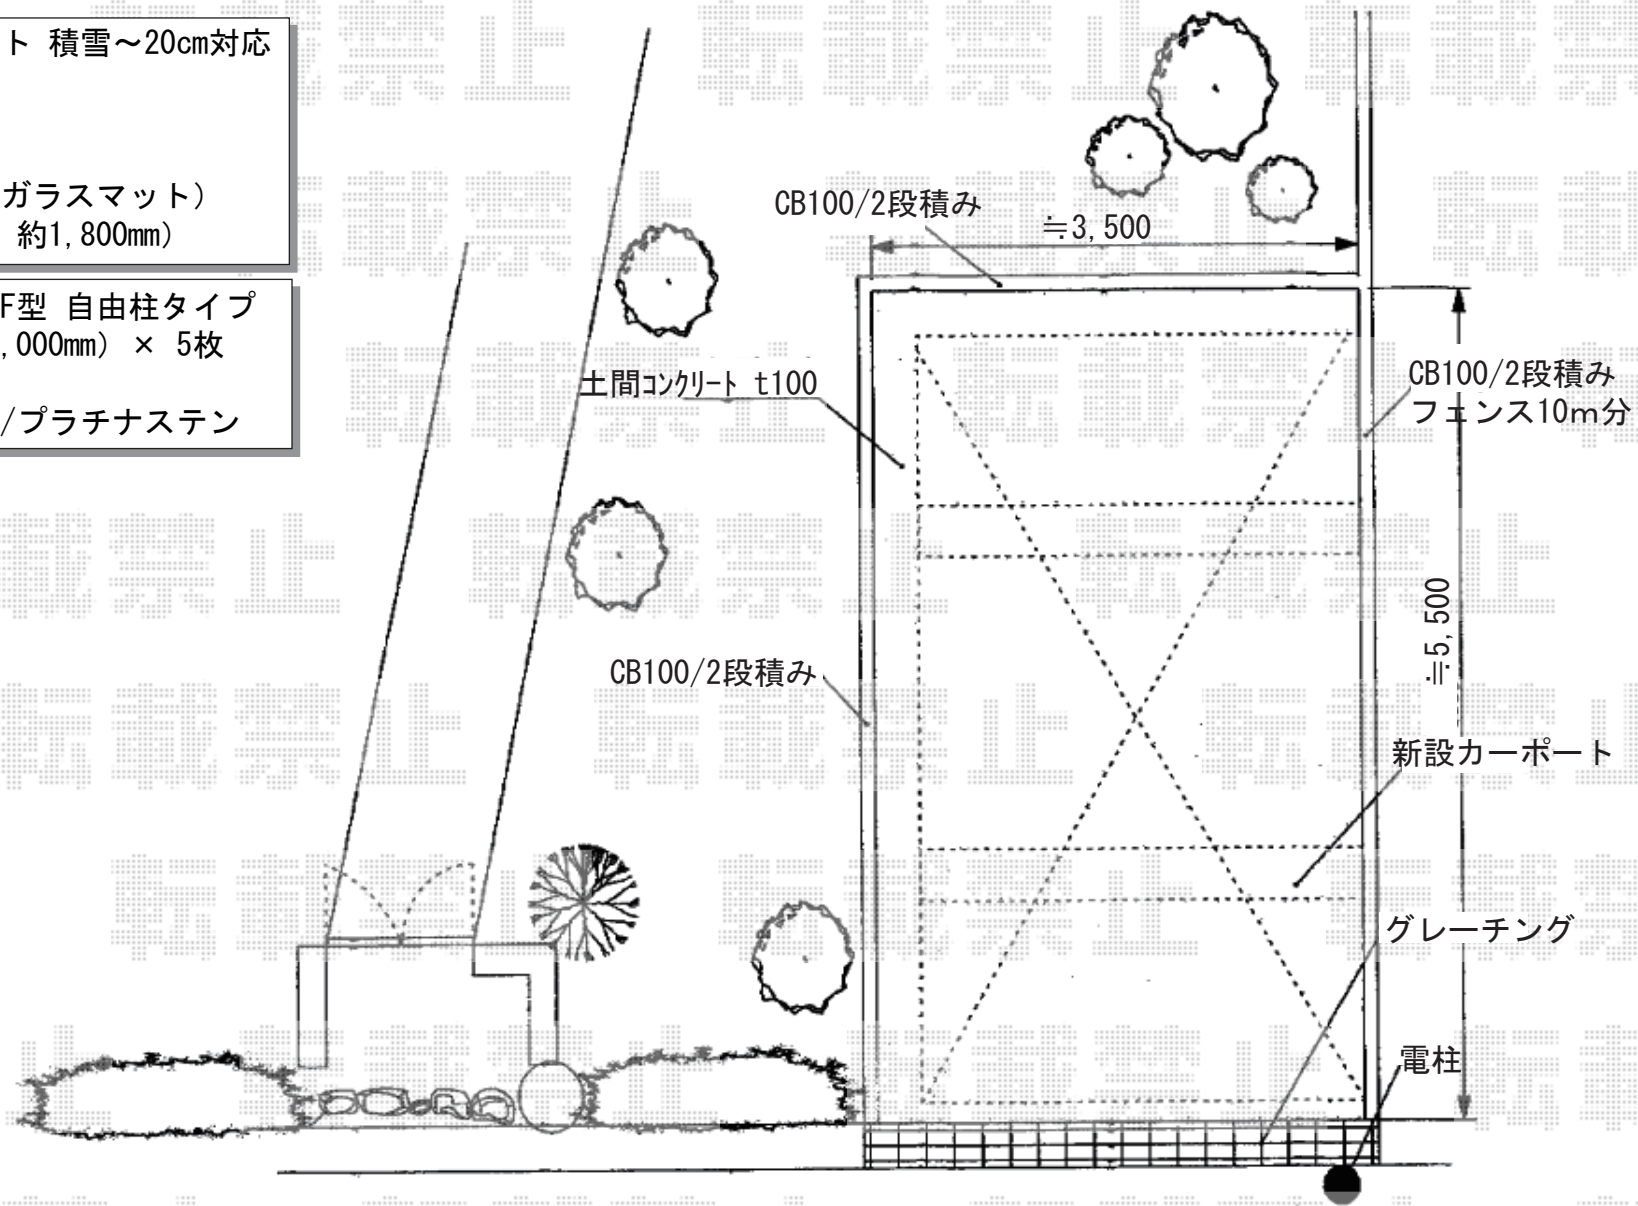 ト 積雪～20cm対応
ガラスマット）
約1,800mm）
F型 自由柱タイプ
,000mm） × 5枚
/プラチナステン
CB100/2段積み
≒3,500
土間コンクリート t100
CB100/2段積み
フェンス10ｍ分
≒5,500
CB100/2段積み
新設カーポート
グレーチング
電柱
転載禁止